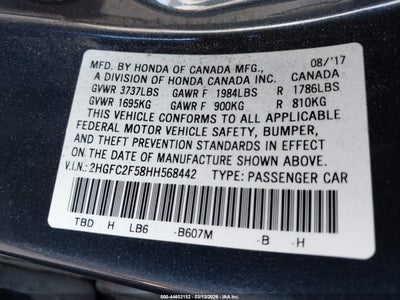 MFD. BY HONDA OF CANADA MFG., 08/'17
A DIVISION OF HONDA CANADA INC. CANADA
GVWR 3737LBS GAWR F 1984LBS R 1786LBS
GVWR 1695KG GAWR F 900KG R 810KG
THIS VEHICLE CONFORMS TO ALL APPLICABLE
FEDERAL MOTOR VEHICLE SAFETY, BUMPER,
AND THEFT PREVENTION STANDARDS IN EFFECT
ON THE DATE OF MANUFACTURE SHOWN ABOVE.
V.I.N.: 2HGFC2F58HH568442 TYPE: PASSENGER CAR
TBD H LB6 -B607M -B -H
000-44602152 - 03/13/2026 - IAA Inc.